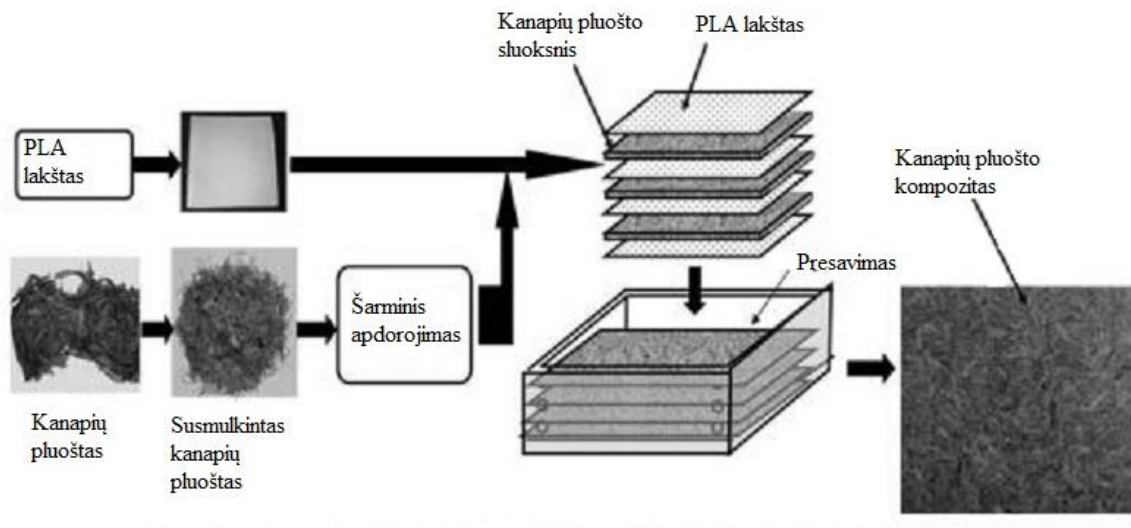 Kanapių pluošto
sluoksnis
PLA lakštas
PLA
lakštas
Kanapių pluošto
kompozitas
Presavimas
Šarminis
apdorojimas
Kanapių
pluoštas
Susmulkintas
kanapių
pluoštas